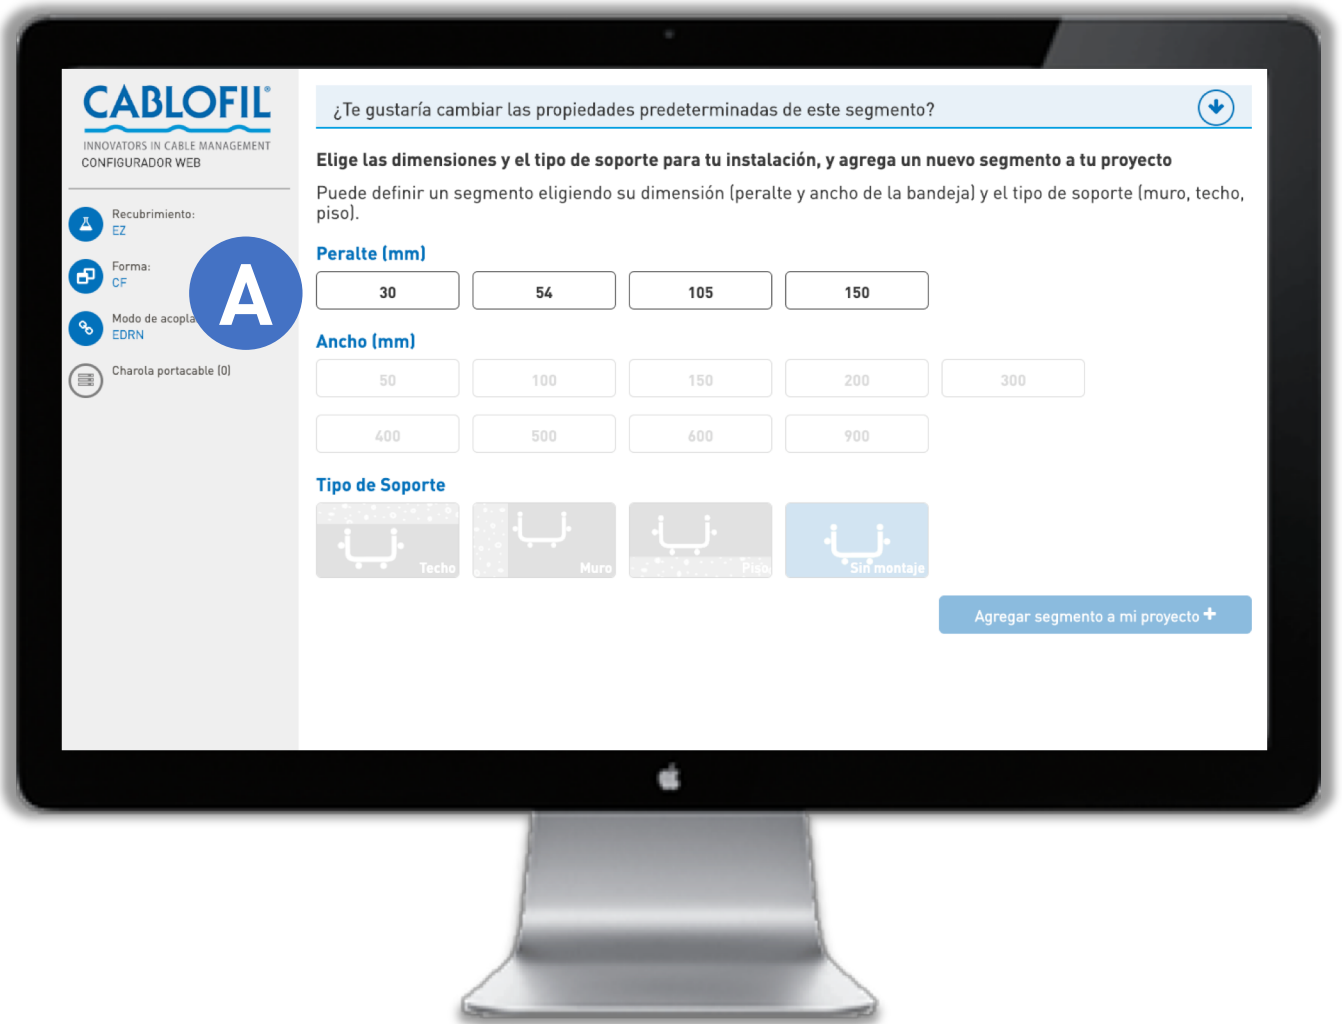 CABLOFIL®
INNOVATORS IN CABLE MANAGEMENT
CONFIGURADOR WEB
Recubrimiento:
EZ
Forma:
CF
Modo de acopla
EDRN
Charola portacable (0)
A
¿Te gustaría cambiar las propiedades predeterminadas de este segmento?
Elige las dimensiones y el tipo de soporte para tu instalación, y agrega un nuevo segmento a tu proyecto
Puede definir un segmento eligiendo su dimensión (peralte y ancho de la bandeja) y el tipo de soporte (muro, techo,
piso).
Peralte (mm)
30 54 105 150
Ancho (mm)
50 100 150 200 300
400 500 600 900
Tipo de Soporte
Techo Muro Piso Sin montaje
Agregar segmento a mi proyecto +